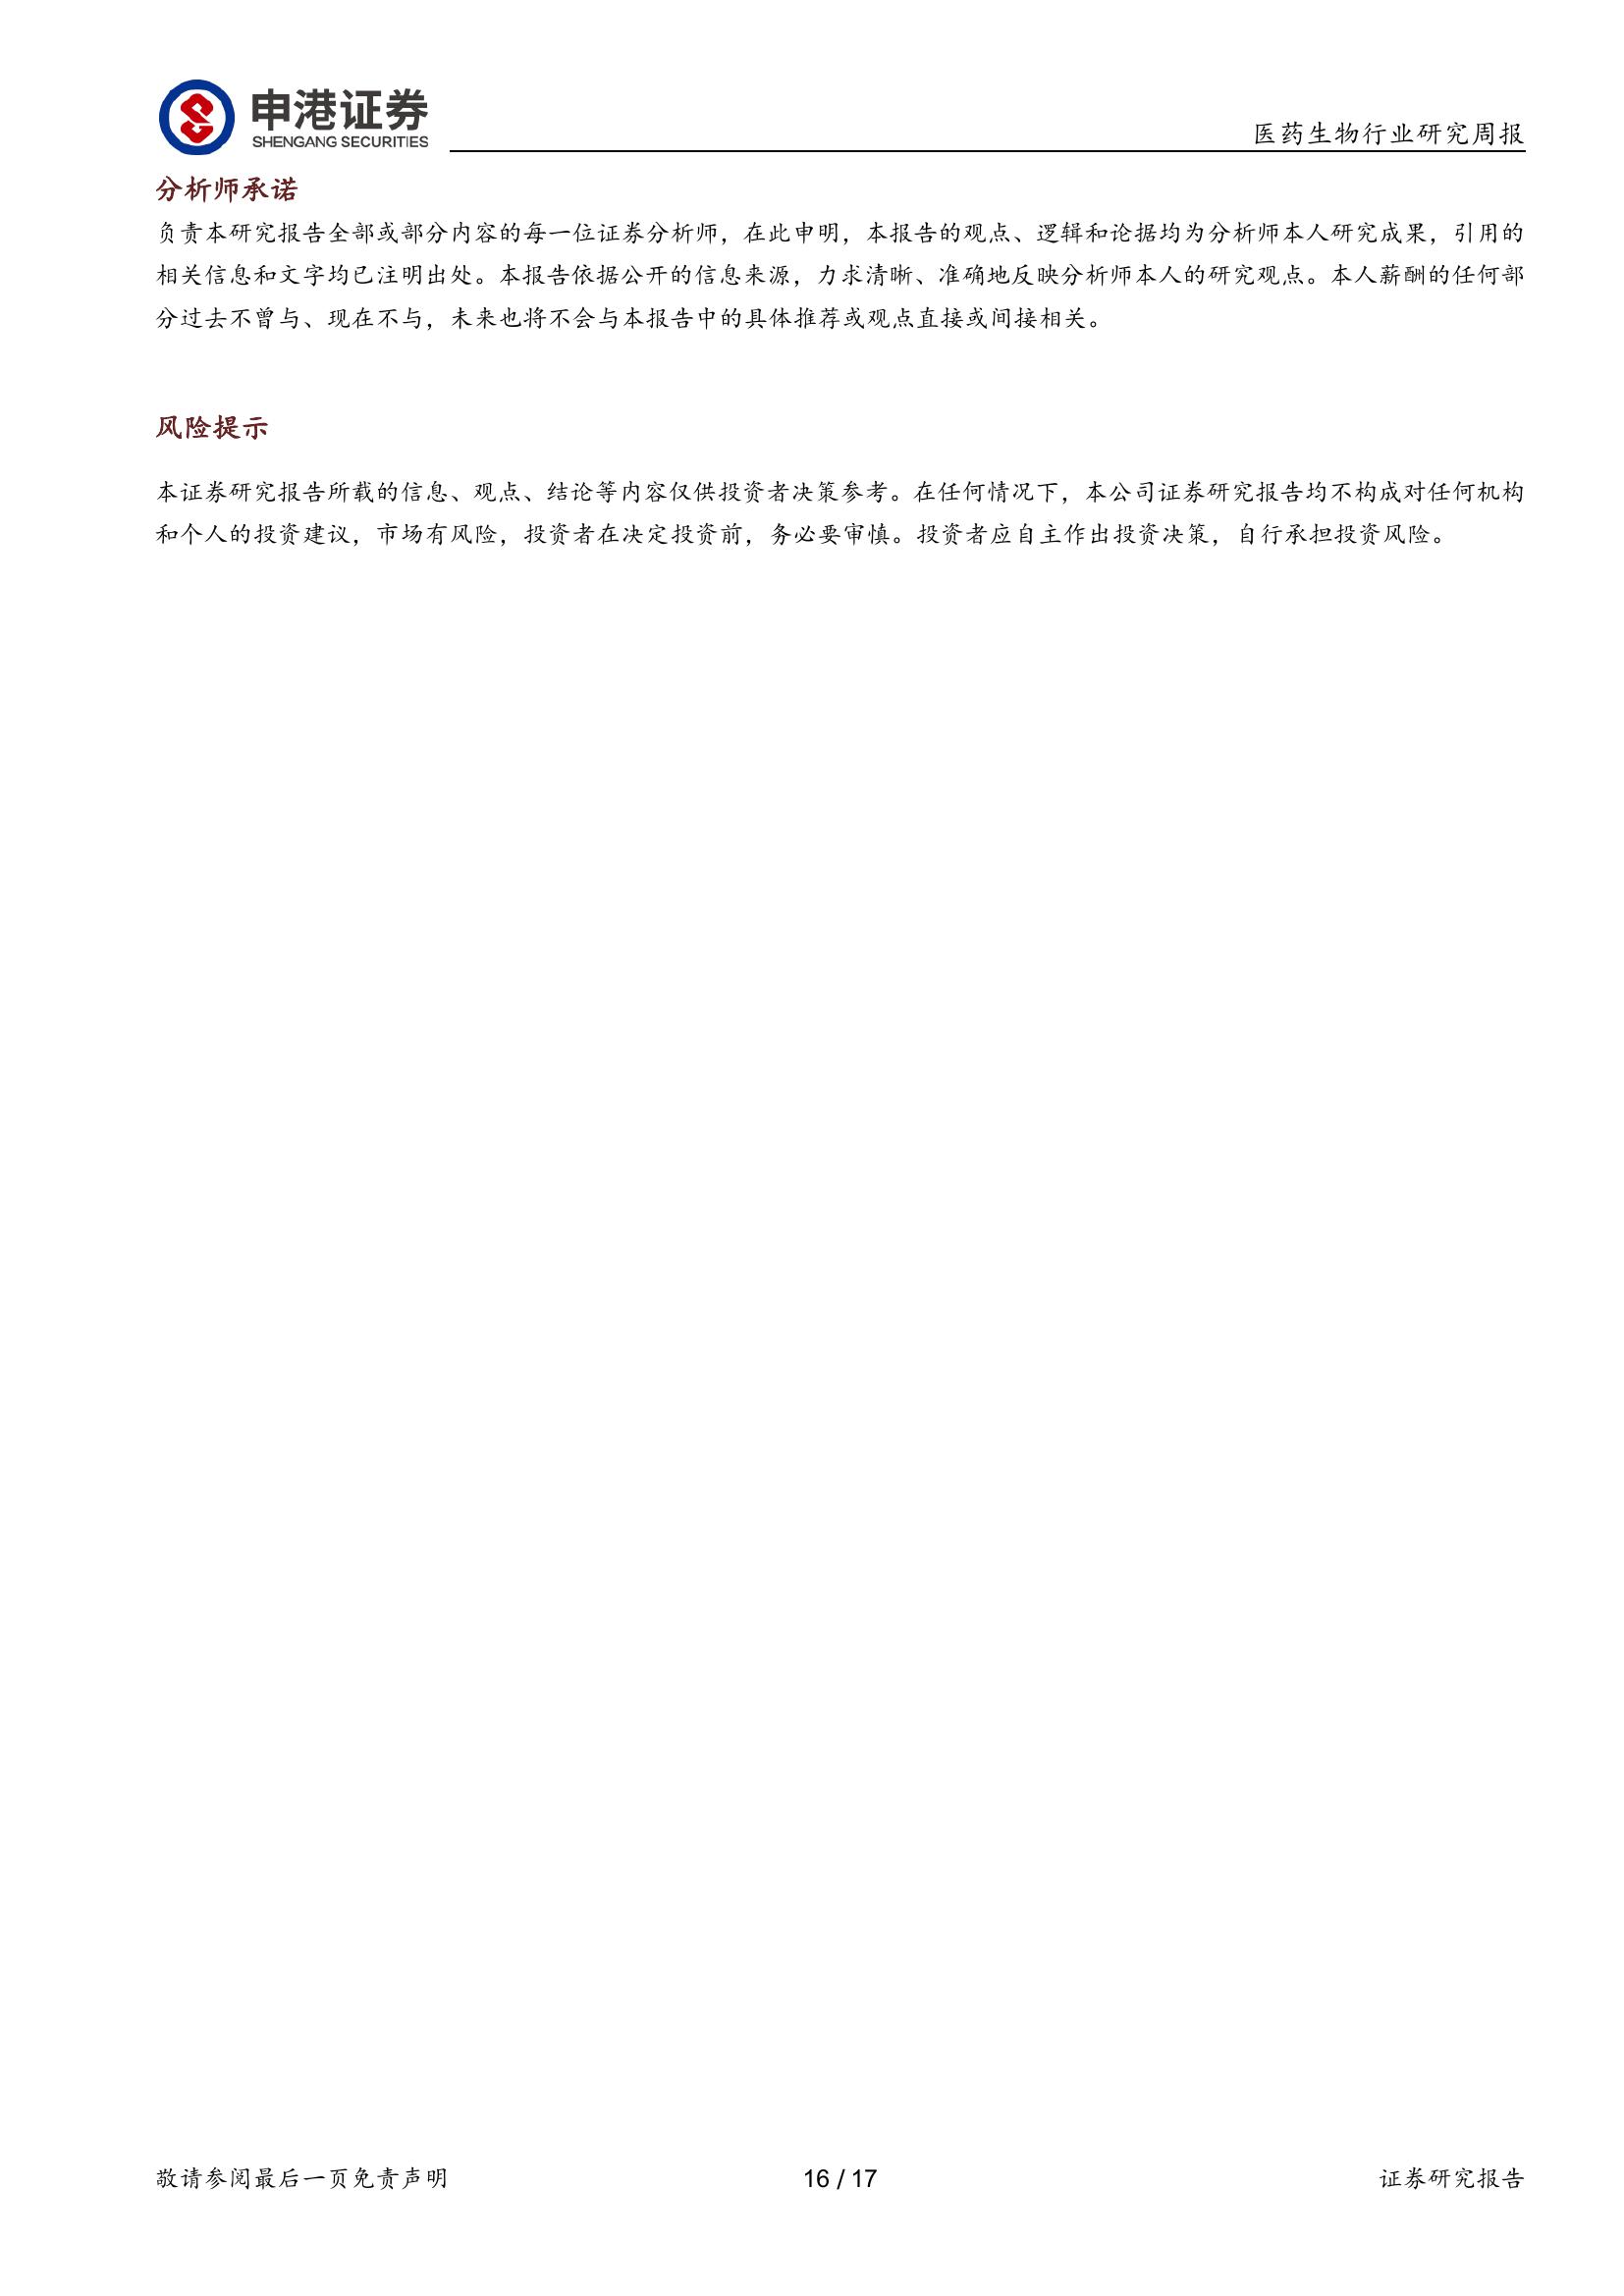 申港证券
SHENGANG SECURITIES
医药生物行业研究周报
分析师承诺
负责本研究报告全部或部分内容的每一位证券分析师，在此申明，本报告的观点、逻辑和论据均为分析师本人研究成果，引用的
相关信息和文字均已注明出处。本报告依据公开的信息来源，力求清晰、准确地反映分析师本人的研究观点。本人薪酬的任何部
分过去不曾与、现在不与，未来也将不会与本报告中的具体推荐或观点直接或间接相关。
风险提示
本证券研究报告所载的信息、观点、结论等内容仅供投资者决策参考。在任何情况下，本公司证券研究报告均不构成对任何机构
和个人的投资建议，市场有风险，投资者在决定投资前，务必要审慎。投资者应自主作出投资决策，自行承担投资风险。
敬请参阅最后一页免责声明
16 / 17
证券研究报告